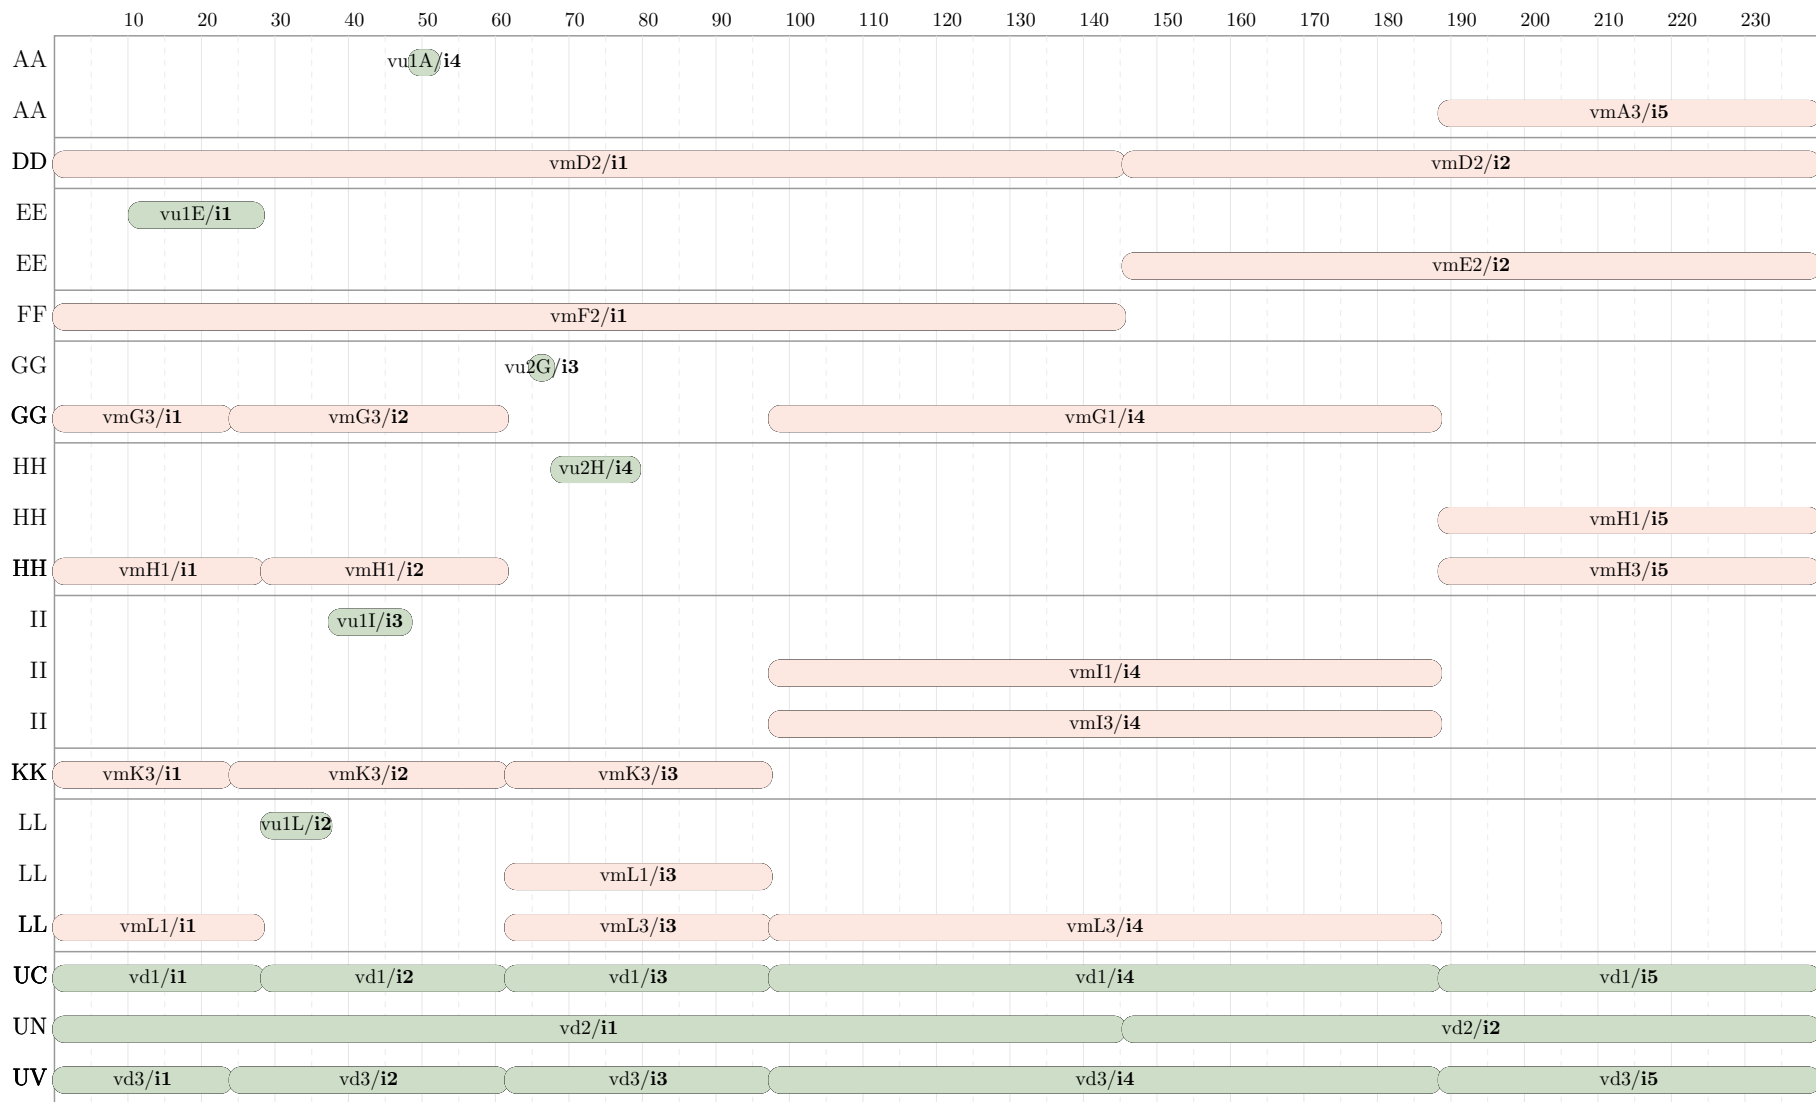 10 20 30 40 50 60 70 80 90 100 110 120 130 140 150 160 170 180 190 200 210 220 230
AA vu1A/i4
AA vmA3/i5
DD vmD2/i1 vmD2/i2
EE vu1E/i1
EE vmE2/i2
FF vmF2/i1
GG vu2G/i3
GG vmG3/i1 vmG3/i2 vmG1/i4
HH vu2H/i4
HH vmH1/i5
HH vmH1/i1 vmH1/i2 vmH3/i5
II vu1I/i3
II vmI1/i4
II vmI3/i4
KK vmK3/i1 vmK3/i2 vmK3/i3
LL vu1L/i2
LL vmL1/i3
LL vmL1/i1 vmL3/i3 vmL3/i4
UC vd1/i1 vd1/i2 vd1/i3 vd1/i4 vd1/i5
UN vd2/i1 vd2/i2
UV vd3/i1 vd3/i2 vd3/i3 vd3/i4 vd3/i5